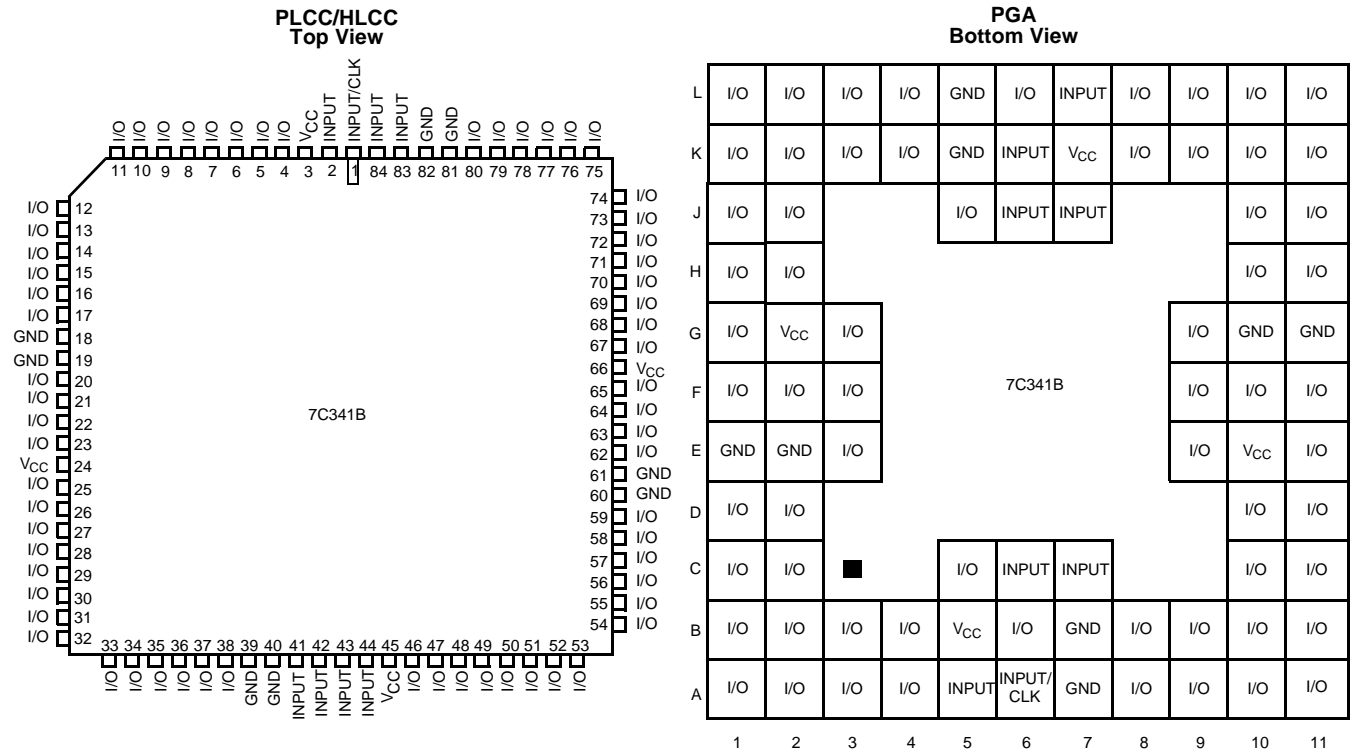 PLCC/HLCC
Top View
I/O I/O I/O I/O I/O I/O I/O I/O VCC INPUT INPUT/CLK INPUT INPUT GND GND I/O I/O I/O I/O I/O I/O
11 10 9 8 7 6 5 4 3 2 1 84 83 82 81 80 79 78 77 76 75
I/O 12 74 I/O
I/O 13 73 I/O
I/O 14 72 I/O
I/O 15 71 I/O
I/O 16 70 I/O
I/O 17 69 I/O
GND 18 68 I/O
GND 19 67 I/O
I/O 20 66 VCC
I/O 21 65 I/O
I/O 22 64 I/O
7C341B
I/O 23 63 I/O
VCC 24 62 I/O
I/O 25 61 GND
I/O 26 60 GND
I/O 27 59 I/O
I/O 28 58 I/O
I/O 29 57 I/O
I/O 30 56 I/O
I/O 31 55 I/O
I/O 32 54 I/O
33 34 35 36 37 38 39 40 41 42 43 44 45 46 47 48 49 50 51 52 53
I/O I/O I/O I/O I/O I/O GND GND INPUT INPUT INPUT INPUT VCC I/O I/O I/O I/O I/O I/O I/O I/O
PGA
Bottom View
L I/O I/O I/O I/O GND I/O INPUT I/O I/O I/O I/O
K I/O I/O I/O I/O GND INPUT VCC I/O I/O I/O I/O
J I/O I/O I/O INPUT INPUT I/O I/O
H I/O I/O I/O I/O
G I/O VCC I/O I/O GND GND
F I/O I/O I/O 7C341B I/O I/O I/O
E GND GND I/O I/O VCC I/O
D I/O I/O I/O I/O
C I/O I/O I/O INPUT INPUT I/O I/O
B I/O I/O I/O I/O VCC I/O GND I/O I/O I/O I/O
A I/O I/O I/O I/O INPUT INPUT/CLK GND I/O I/O I/O I/O
1 2 3 4 5 6 7 8 9 10 11